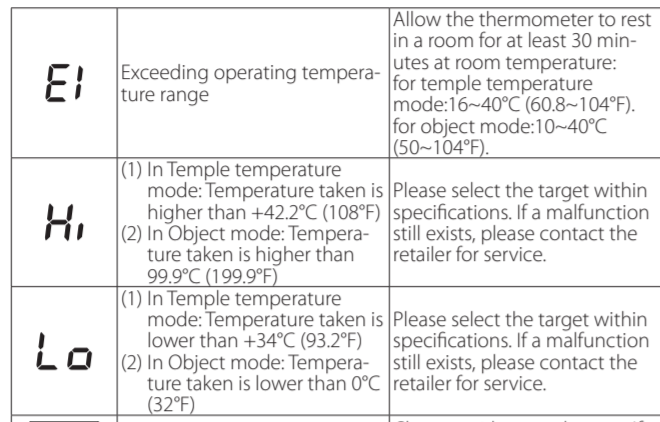 E1
Exceeding operating tempera-
ture range
Allow the thermometer to rest
in a room for at least 30 min-
utes at room temperature:
for temple temperature
mode:16~40°C (60.8~104°F).
for object mode:10~40°C
(50~104°F).
Hi
(1) In Temple temperature
mode: Temperature taken is
higher than +42.2°C (108°F)
(2) In Object mode: Tempera-
ture taken is higher than
99.9°C (199.9°F)
Please select the target within
specifications. If a malfunction
still exists, please contact the
retailer for service.
Lo
(1) In Temple temperature
mode: Temperature taken is
lower than +34°C (93.2°F)
(2) In Object mode: Tempera-
ture taken is lower than 0°C
(32°F)
Please select the target within
specifications. If a malfunction
still exists, please contact the
retailer for service.